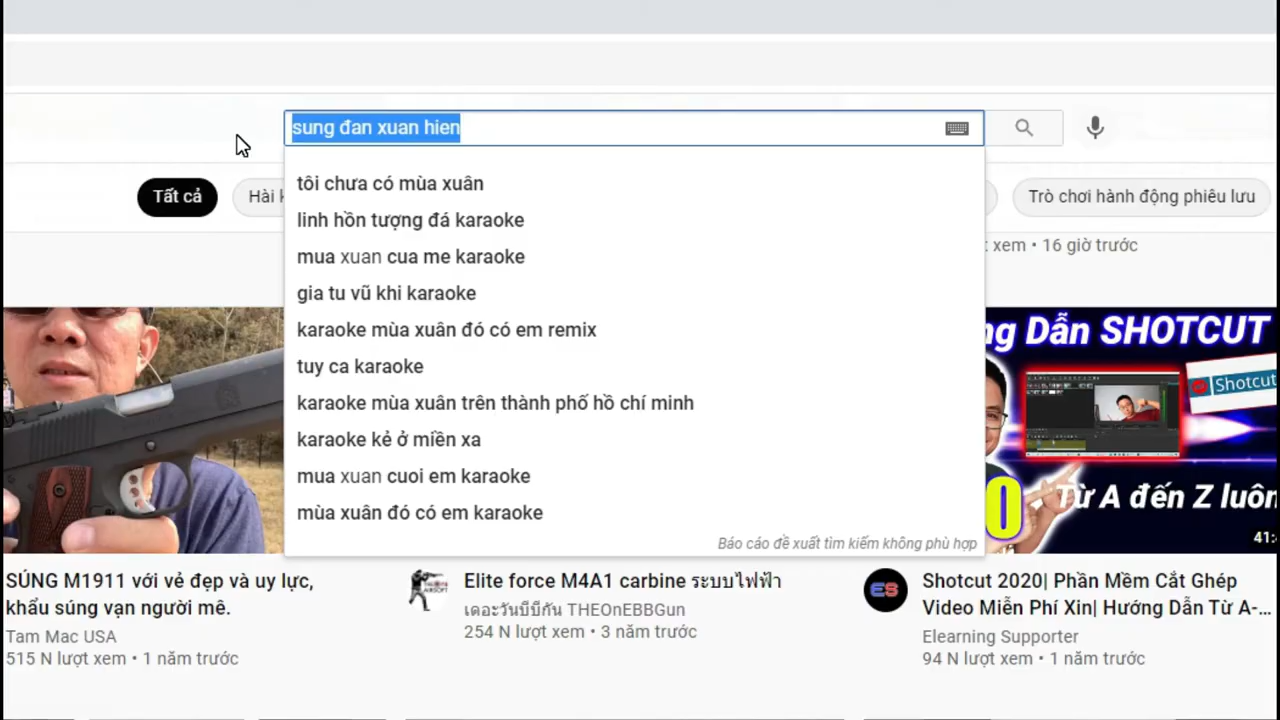 sung đan xuan hien
tôi chưa có mùa xuân
linh hồn tượng đá karaoke
mua xuan cua me karaoke
gia tu vũ khi karaoke
karaoke mùa xuân đó có em remix
tuy ca karaoke
karaoke mùa xuân trên thành phố hồ chí minh
karaoke kẻ ở miền xa
mua xuan cuoi em karaoke
mùa xuân đó có em karaoke
Báo cáo đề xuất tìm kiếm không phù hợp
Tất cả
Hài
Trò chơi hành động phiêu lưu
xem • 16 giờ trước
Dẫn SHOTCUT
Shotcut
Từ A đến Z luôn
SÚNG M1911 với vẻ đẹp và uy lực,
khẩu súng vạn người mê.
Tam Mac USA
515 N lượt xem • 1 năm trước
Elite force M4A1 carbine ระบบไฟฟ้า
เดอะวันบีบีกัน THEOnEBBGun
254 N lượt xem • 3 năm trước
ES
Shotcut 2020| Phần Mềm Cắt Ghép
Video Miễn Phí Xin| Hướng Dẫn Từ A-...
Elearning Supporter
94 N lượt xem • 1 năm trước